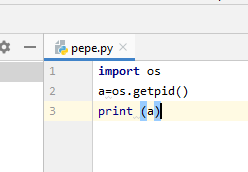 pepe.py
1 import os
2 a=os.getpid()
3 print (a)